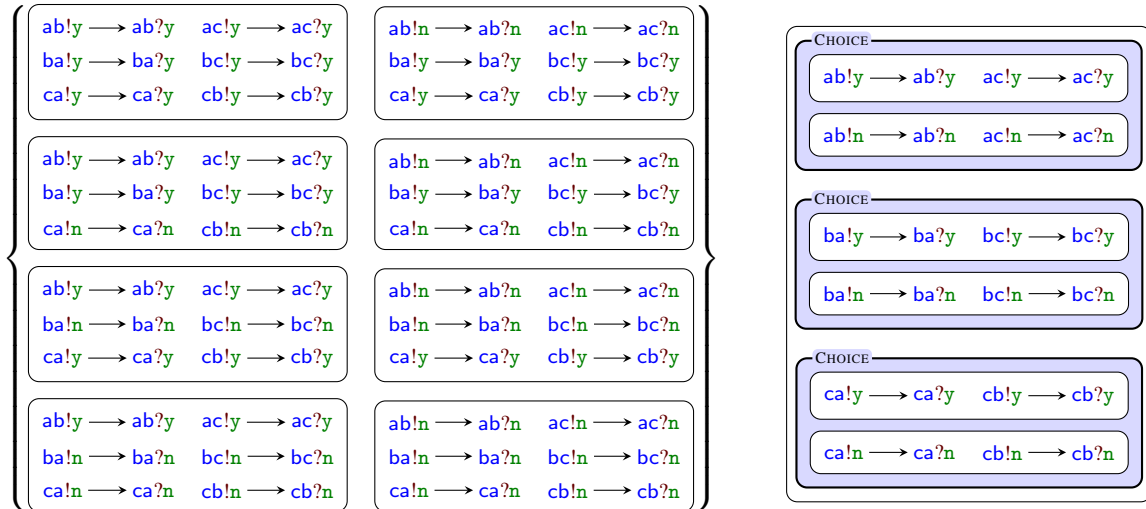 ab!y ⟶ ab?y ac!y ⟶ ac?y
ba!y ⟶ ba?y bc!y ⟶ bc?y
ca!y ⟶ ca?y cb!y ⟶ cb?y
ab!n ⟶ ab?n ac!n ⟶ ac?n
ba!y ⟶ ba?y bc!y ⟶ bc?y
ca!y ⟶ ca?y cb!y ⟶ cb?y
ab!y ⟶ ab?y ac!y ⟶ ac?y
ba!y ⟶ ba?y bc!y ⟶ bc?y
ca!n ⟶ ca?n cb!n ⟶ cb?n
ab!n ⟶ ab?n ac!n ⟶ ac?n
ba!y ⟶ ba?y bc!y ⟶ bc?y
ca!n ⟶ ca?n cb!n ⟶ cb?n
ab!y ⟶ ab?y ac!y ⟶ ac?y
ba!n ⟶ ba?n bc!n ⟶ bc?n
ca!y ⟶ ca?y cb!y ⟶ cb?y
ab!n ⟶ ab?n ac!n ⟶ ac?n
ba!n ⟶ ba?n bc!n ⟶ bc?n
ca!y ⟶ ca?y cb!y ⟶ cb?y
ab!y ⟶ ab?y ac!y ⟶ ac?y
ba!n ⟶ ba?n bc!n ⟶ bc?n
ca!n ⟶ ca?n cb!n ⟶ cb?n
ab!n ⟶ ab?n ac!n ⟶ ac?n
ba!n ⟶ ba?n bc!n ⟶ bc?n
ca!n ⟶ ca?n cb!n ⟶ cb?n
CHOICE
ab!y ⟶ ab?y ac!y ⟶ ac?y
ab!n ⟶ ab?n ac!n ⟶ ac?n
CHOICE
ba!y ⟶ ba?y bc!y ⟶ bc?y
ba!n ⟶ ba?n bc!n ⟶ bc?n
CHOICE
ca!y ⟶ ca?y cb!y ⟶ cb?y
ca!n ⟶ ca?n cb!n ⟶ cb?n